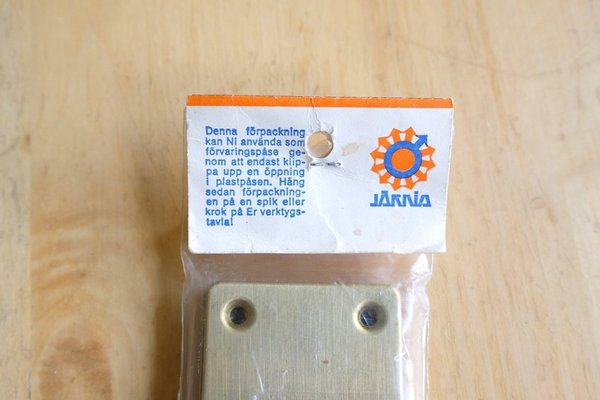 Denna förpackning
kan Ni använda som
förvaringspåse ge-
nom att endast klip-
pa upp en öppning
i plastpåsen. Häng
sedan förpackning-
en på en spik eller
krok på Er verktygs-
tavla!
JÄRNIA